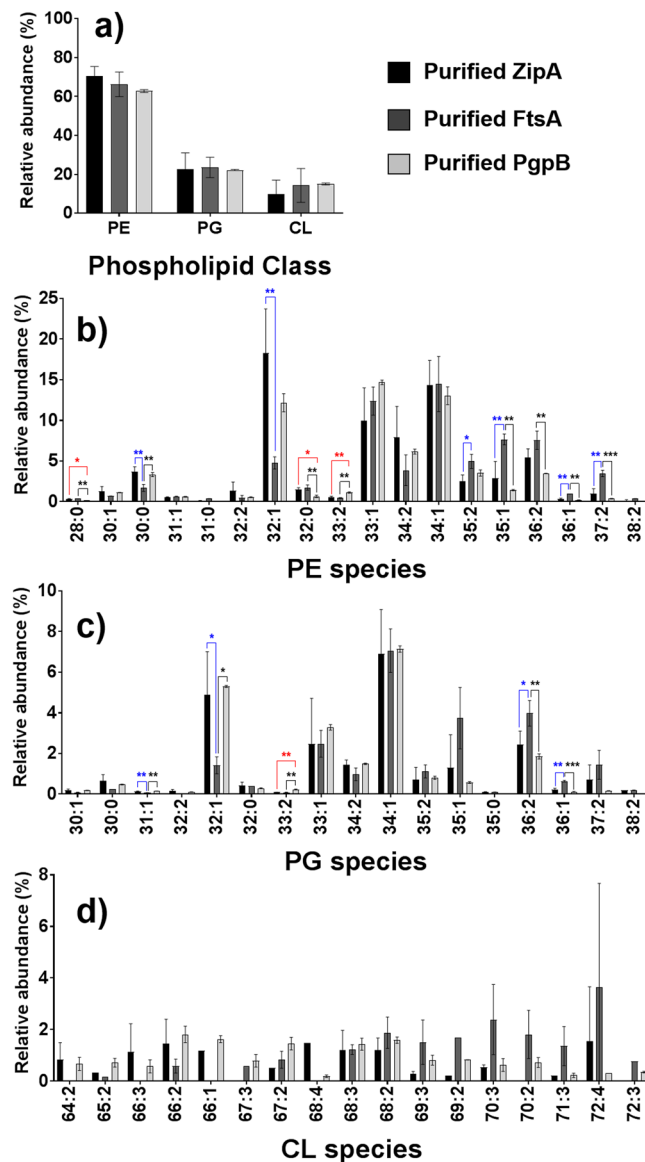 a)
Relative abundance (%)
80
60
40
20
0
PE PG CL
Phospholipid Class
Purified ZipA
Purified FtsA
Purified PgpB
b)
Relative abundance (%)
25
20
15
10
5
0
* ** ** ** ** * ** ** ** * ** ** ** ** ** ** ***
28:0 30:1 30:0 31:1 31:0 32:2 32:1 32:0 33:2 33:1 34:2 34:1 35:2 35:1 36:2 36:1 37:2 38:2
PE species
c)
Relative abundance (%)
10
8
6
4
2
0
** ** * * ** ** * ** ** ***
30:1 30:0 31:1 32:2 32:1 32:0 33:2 33:1 34:2 34:1 35:2 35:1 35:0 36:2 36:1 37:2 38:2
PG species
d)
Relative abundance (%)
8
6
4
2
0
64:2 65:2 66:3 66:2 66:1 67:3 67:2 68:4 68:3 68:2 69:3 69:2 70:3 70:2 71:3 72:4 72:3
CL species